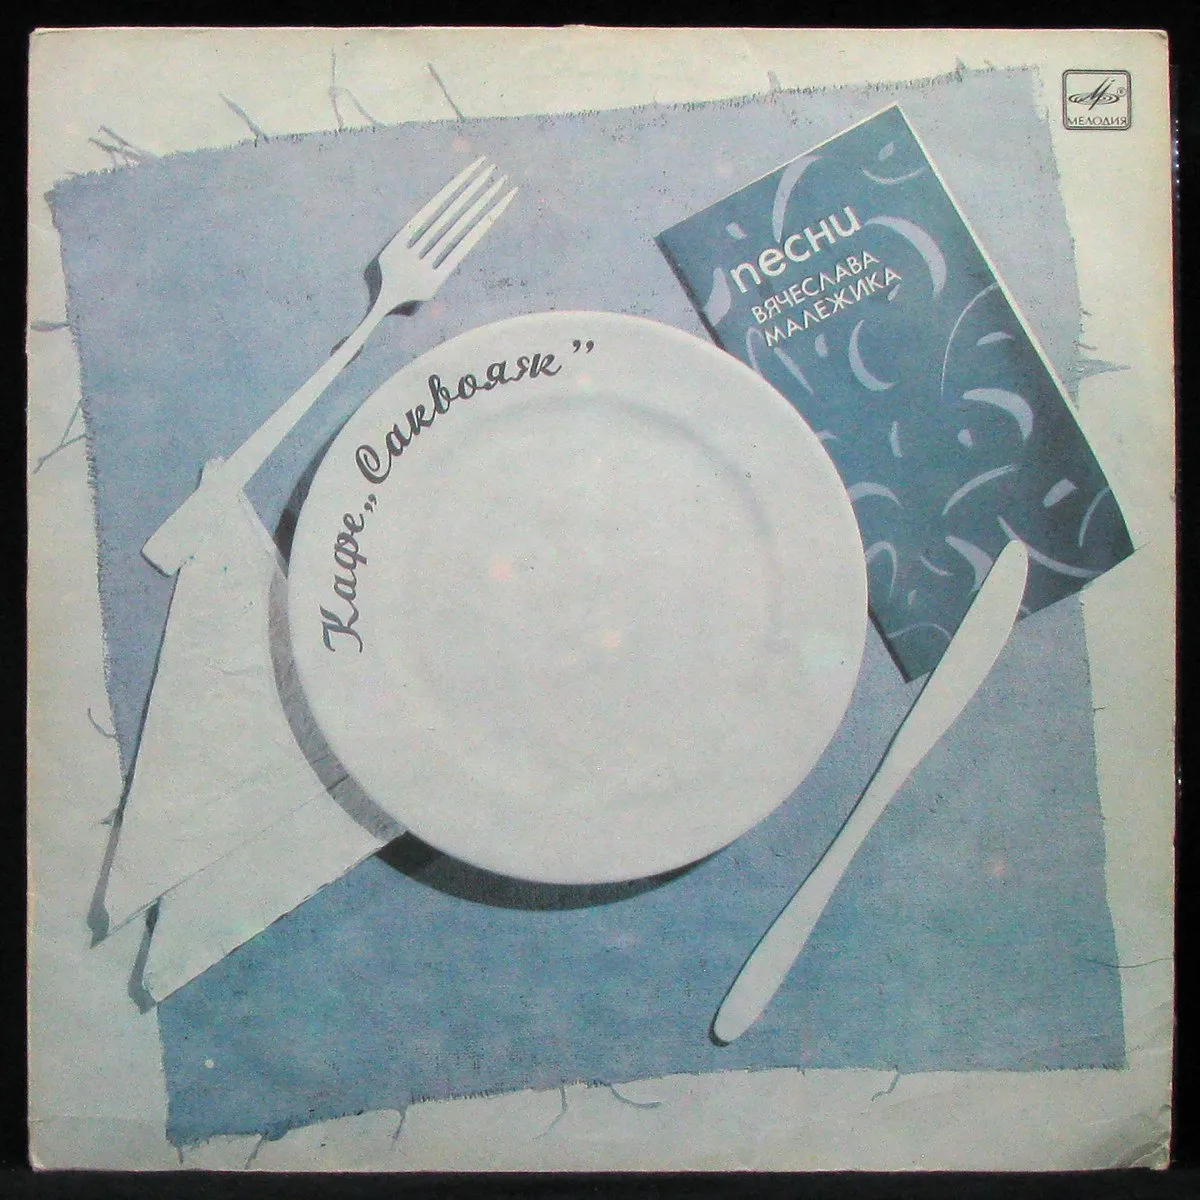 МЕЛОДИЯ
песни
ВЯЧЕСЛАВА
МАЛЕЖИКА
Кафе „Саквояж”